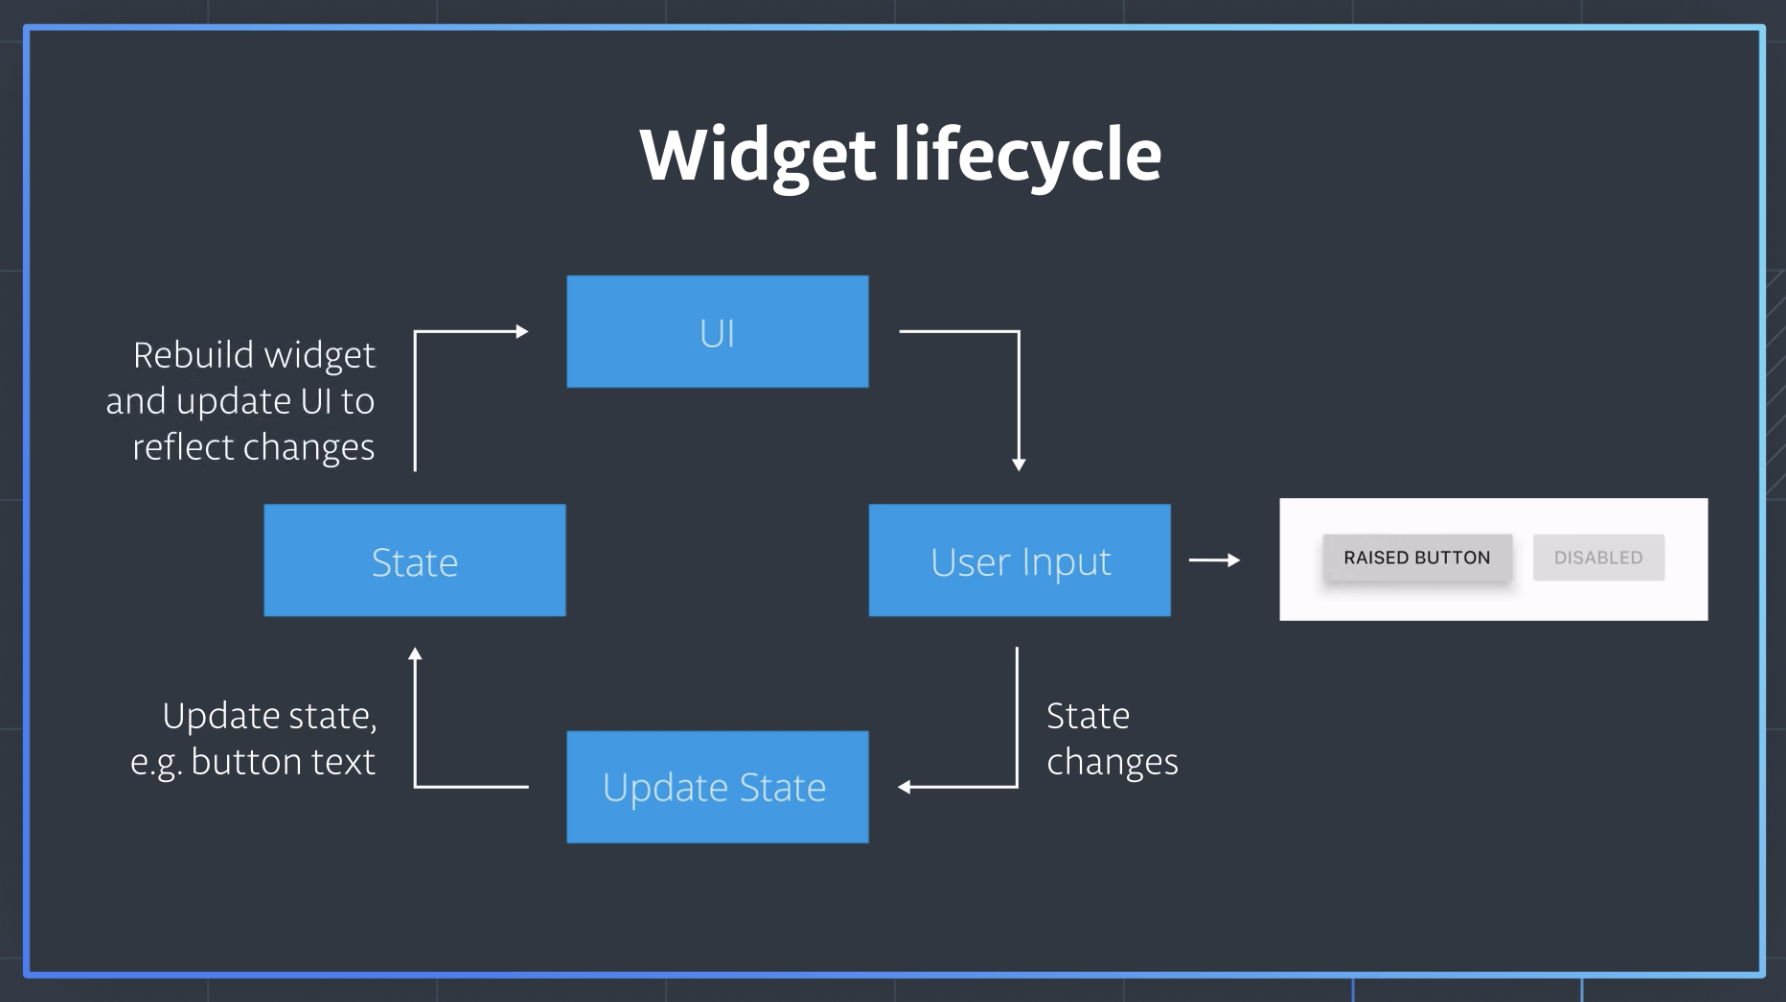 Widget lifecycle
UI
Rebuild widget
and update UI to
reflect changes
State
User Input
RAISED BUTTON
DISABLED
Update state,
e.g. button text
Update State
State
changes